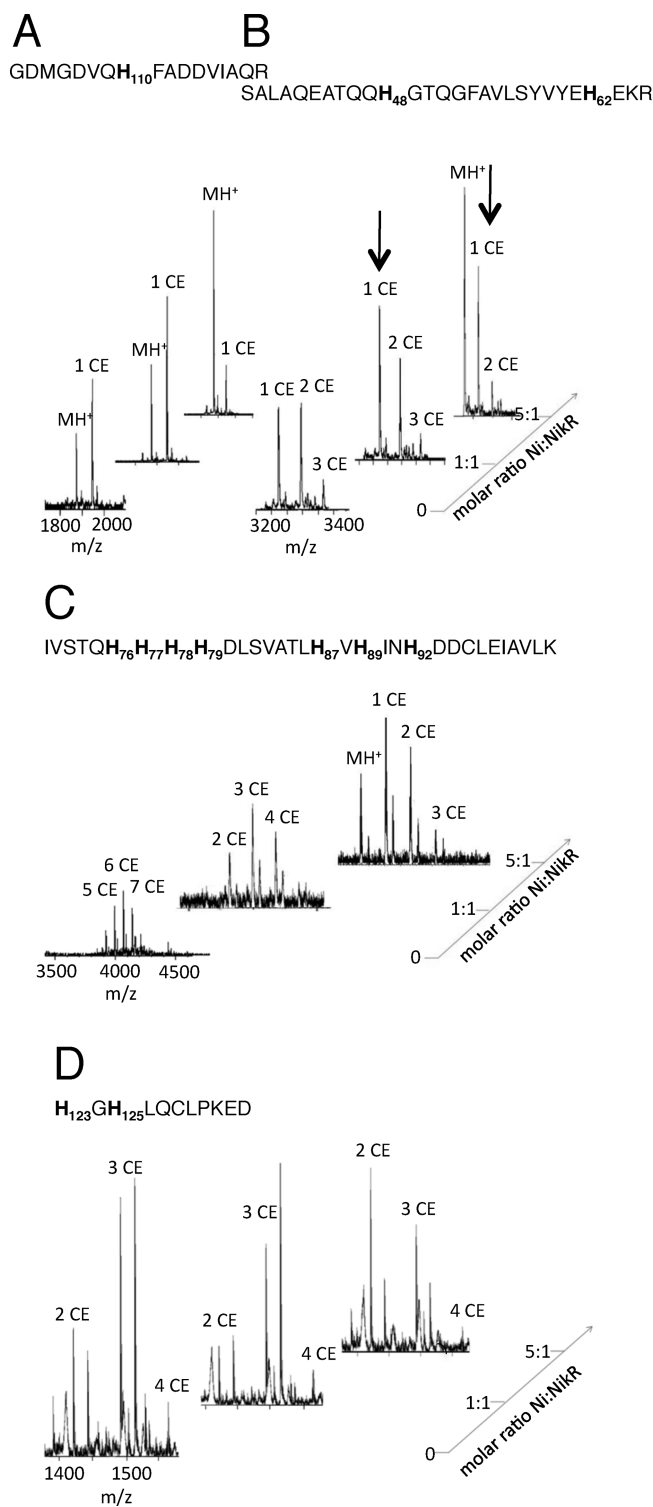 A
GDMGDVQH110FADDVIAQR
B
SALAQEATQQH48GTQGFAVLSYVYEH62EKR
MH+
1 CE
MH+
1 CE
MH+
1 CE
1800 2000
m/z
1 CE 2 CE
3 CE
1 CE
2 CE
3 CE
MH+
1 CE
2 CE
3200 3400
m/z
0
1:1
5:1
molar ratio Ni:NikR
C
IVSTQH76H77H78H79DLSVATLH87VH89INH92DDCLEIAVLK
6 CE
5 CE 7 CE
2 CE
3 CE
4 CE
MH+
1 CE
2 CE
3 CE
3500 4000 4500
m/z
0
1:1
5:1
molar ratio Ni:NikR
D
H123GH125LQCLPKED
2 CE
3 CE
4 CE
2 CE
3 CE
4 CE
2 CE
3 CE
4 CE
1400 1500
m/z
0
1:1
5:1
molar ratio Ni:NikR